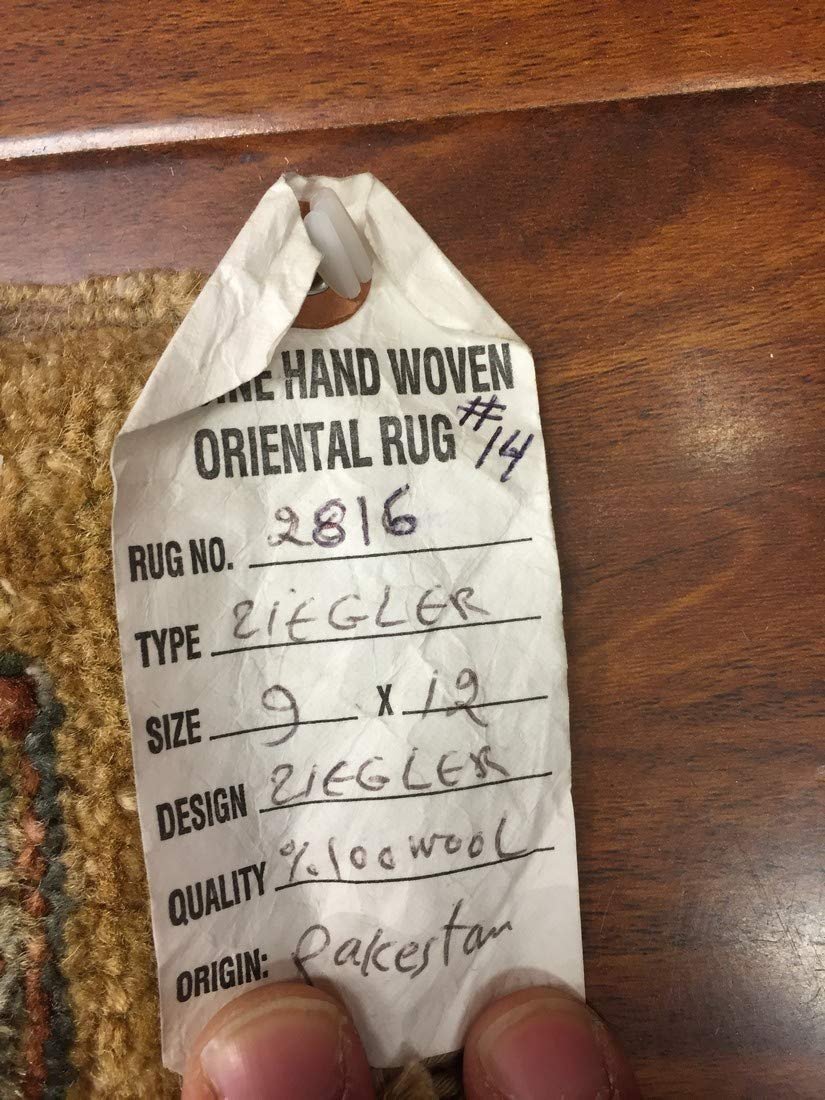 INE HAND WOVEN
ORIENTAL RUG #14
RUG NO. 2816
TYPE ZIEGLER
SIZE 9 X 12
DESIGN ZIEGLER
QUALITY %100 WOOL
ORIGIN: Pakestan